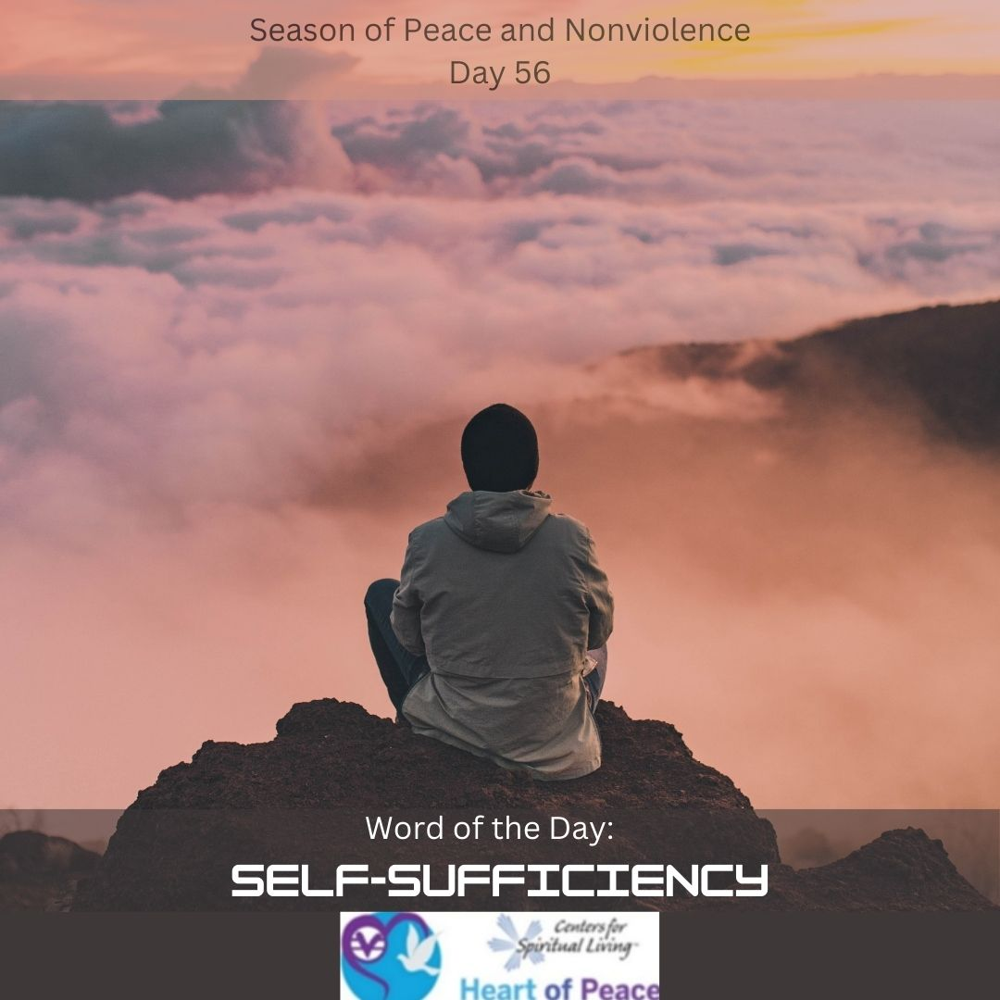 Season of Peace and Nonviolence
Day 56
Word of the Day:
SELF-SUFFICIENCY
Centers for
Spiritual Living™
Heart of Peace